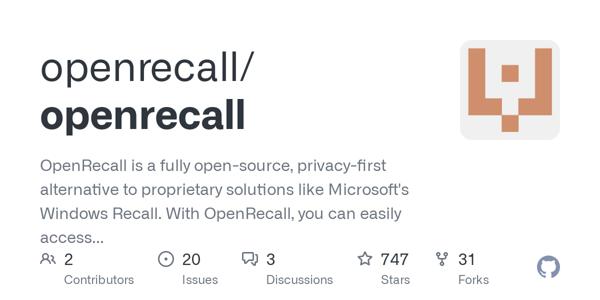 openrecall/
openrecall
OpenRecall is a fully open-source, privacy-first
alternative to proprietary solutions like Microsoft's
Windows Recall. With OpenRecall, you can easily
access...
2 20 3 747 31
Contributors Issues Discussions Stars Forks